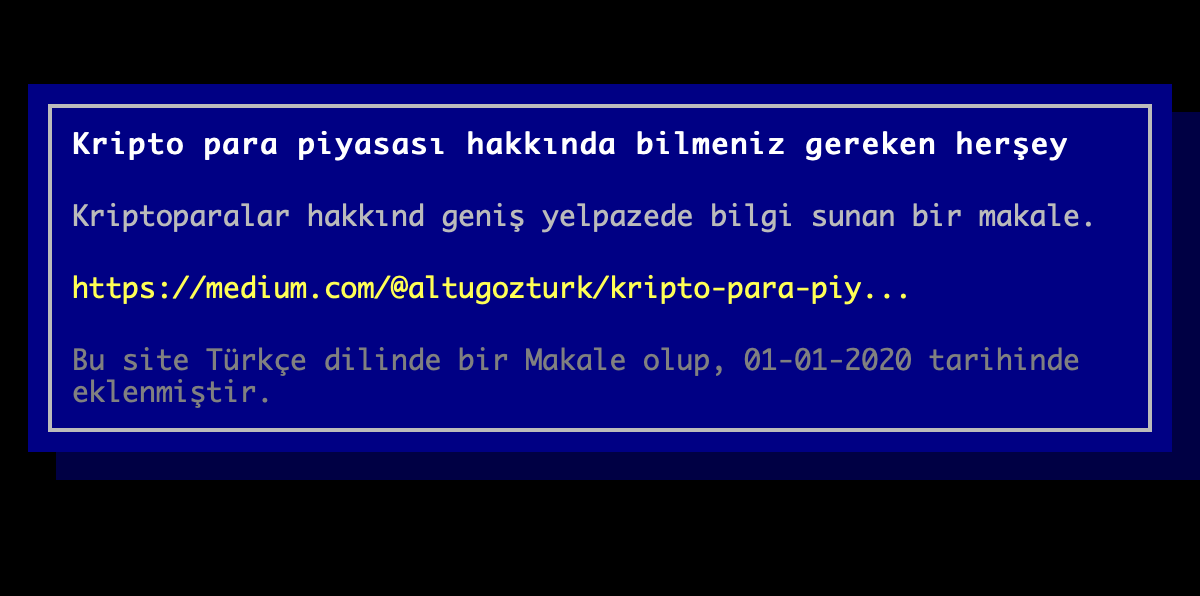 Kripto para piyasası hakkında bilmeniz gereken herşey
Kriptoparalar hakkınd geniş yelpazede bilgi sunan bir makale.
https://medium.com/@altugozturk/kripto-para-piy...
Bu site Türkçe dilinde bir Makale olup, 01-01-2020 tarihinde
eklenmiştir.